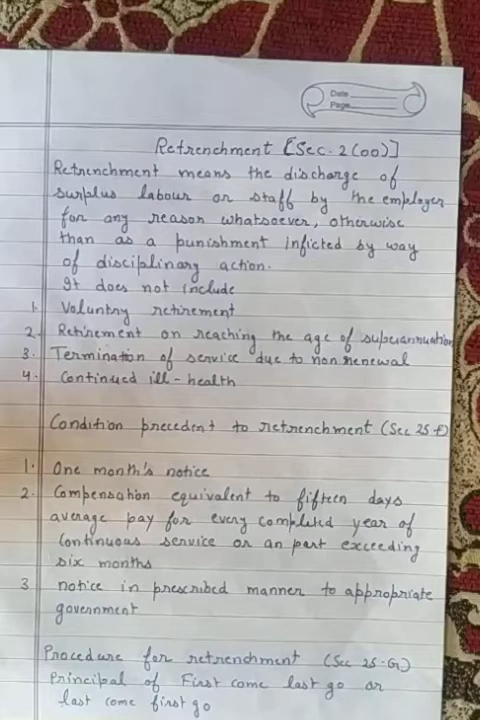 Date
Page
Retrenchment [Sec. 2(00)]
Retrenchment means the discharge of
surplus labour or staff by the employer
for any reason whatsoever, otherwise
than as a punishment inficted by way
of disciplinary action.
It does not include
1. Voluntry retirement
2. Retirement on reaching the age of superannuation
3. Termination of service due to non renewal
4. Continued ill-health
Condition precedent to retrenchment (Sec 25 f)
1. One month's notice
2. Compensation equivalent to fifteen days
average pay for every completed year of
continuous service or an part exceeding
six months
3 notice in prescribed manner to appropriate
government
Procedure for retrenchment (Sec 25-G)
Principal of First come last go or
last come first go